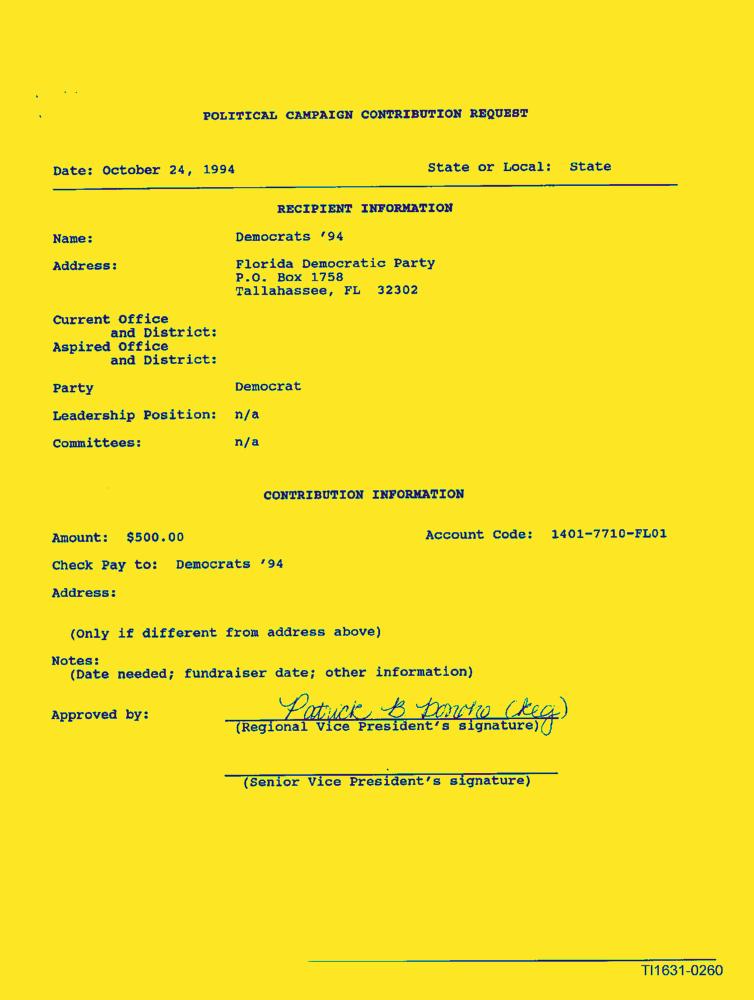 POLITICAL CAMPAIGN CONTRIBUTION REQUEST
Date: October 24, 1994 State or Local: State
RECIPIENT INFORMATION
Name: Democrats '94
Address: Florida Democratic Party
P.O. Box 1758
Tallahassee, FL 32302
Current Office
and District:
Aspired Office
and District:
Party Democrat
Leadership Position: n/a
Committees: n/a
CONTRIBUTION INFORMATION
Amount: $500.00 Account Code: 1401-7710-FL01
Check Pay to: Democrats '94
Address:
(Only if different from address above)
Notes:
(Date needed; fundraiser date; other information)
Approved by: Patrick B Donoho (keg)
(Regional Vice President's signature)
(Senior Vice President's signature)
TI1631-0260